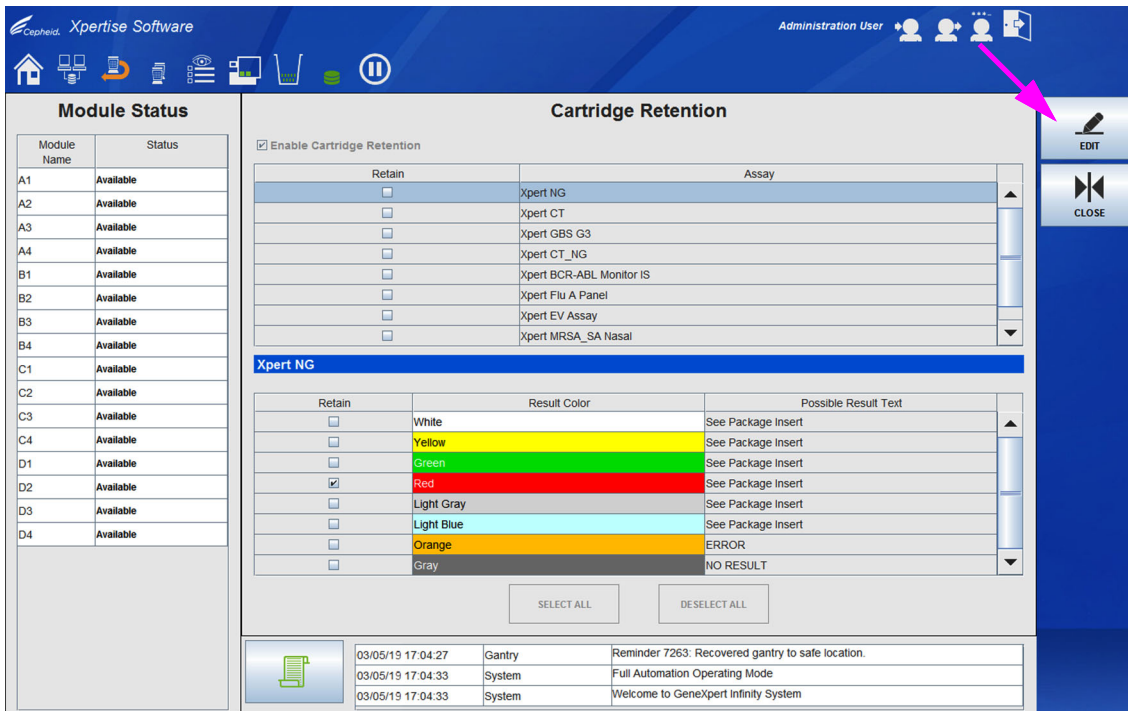 Cepheid. Xpertise Software
Administration User
Module Status
Module Name Status
A1 Available
A2 Available
A3 Available
A4 Available
B1 Available
B2 Available
B3 Available
B4 Available
C1 Available
C2 Available
C3 Available
C4 Available
D1 Available
D2 Available
D3 Available
D4 Available
Cartridge Retention
Enable Cartridge Retention
Retain Assay
Xpert NG
Xpert CT
Xpert GBS G3
Xpert CT_NG
Xpert BCR-ABL Monitor IS
Xpert Flu A Panel
Xpert EV Assay
Xpert MRSA_SA Nasal
Xpert NG
Retain Result Color Possible Result Text
White See Package Insert
Yellow See Package Insert
Green See Package Insert
Red See Package Insert
Light Gray See Package Insert
Light Blue See Package Insert
Orange ERROR
Gray NO RESULT
SELECT ALL DESELECT ALL
03/05/19 17:04:27 Gantry Reminder 7263: Recovered gantry to safe location.
03/05/19 17:04:33 System Full Automation Operating Mode
03/05/19 17:04:33 System Welcome to GeneXpert Infinity System
EDIT
CLOSE